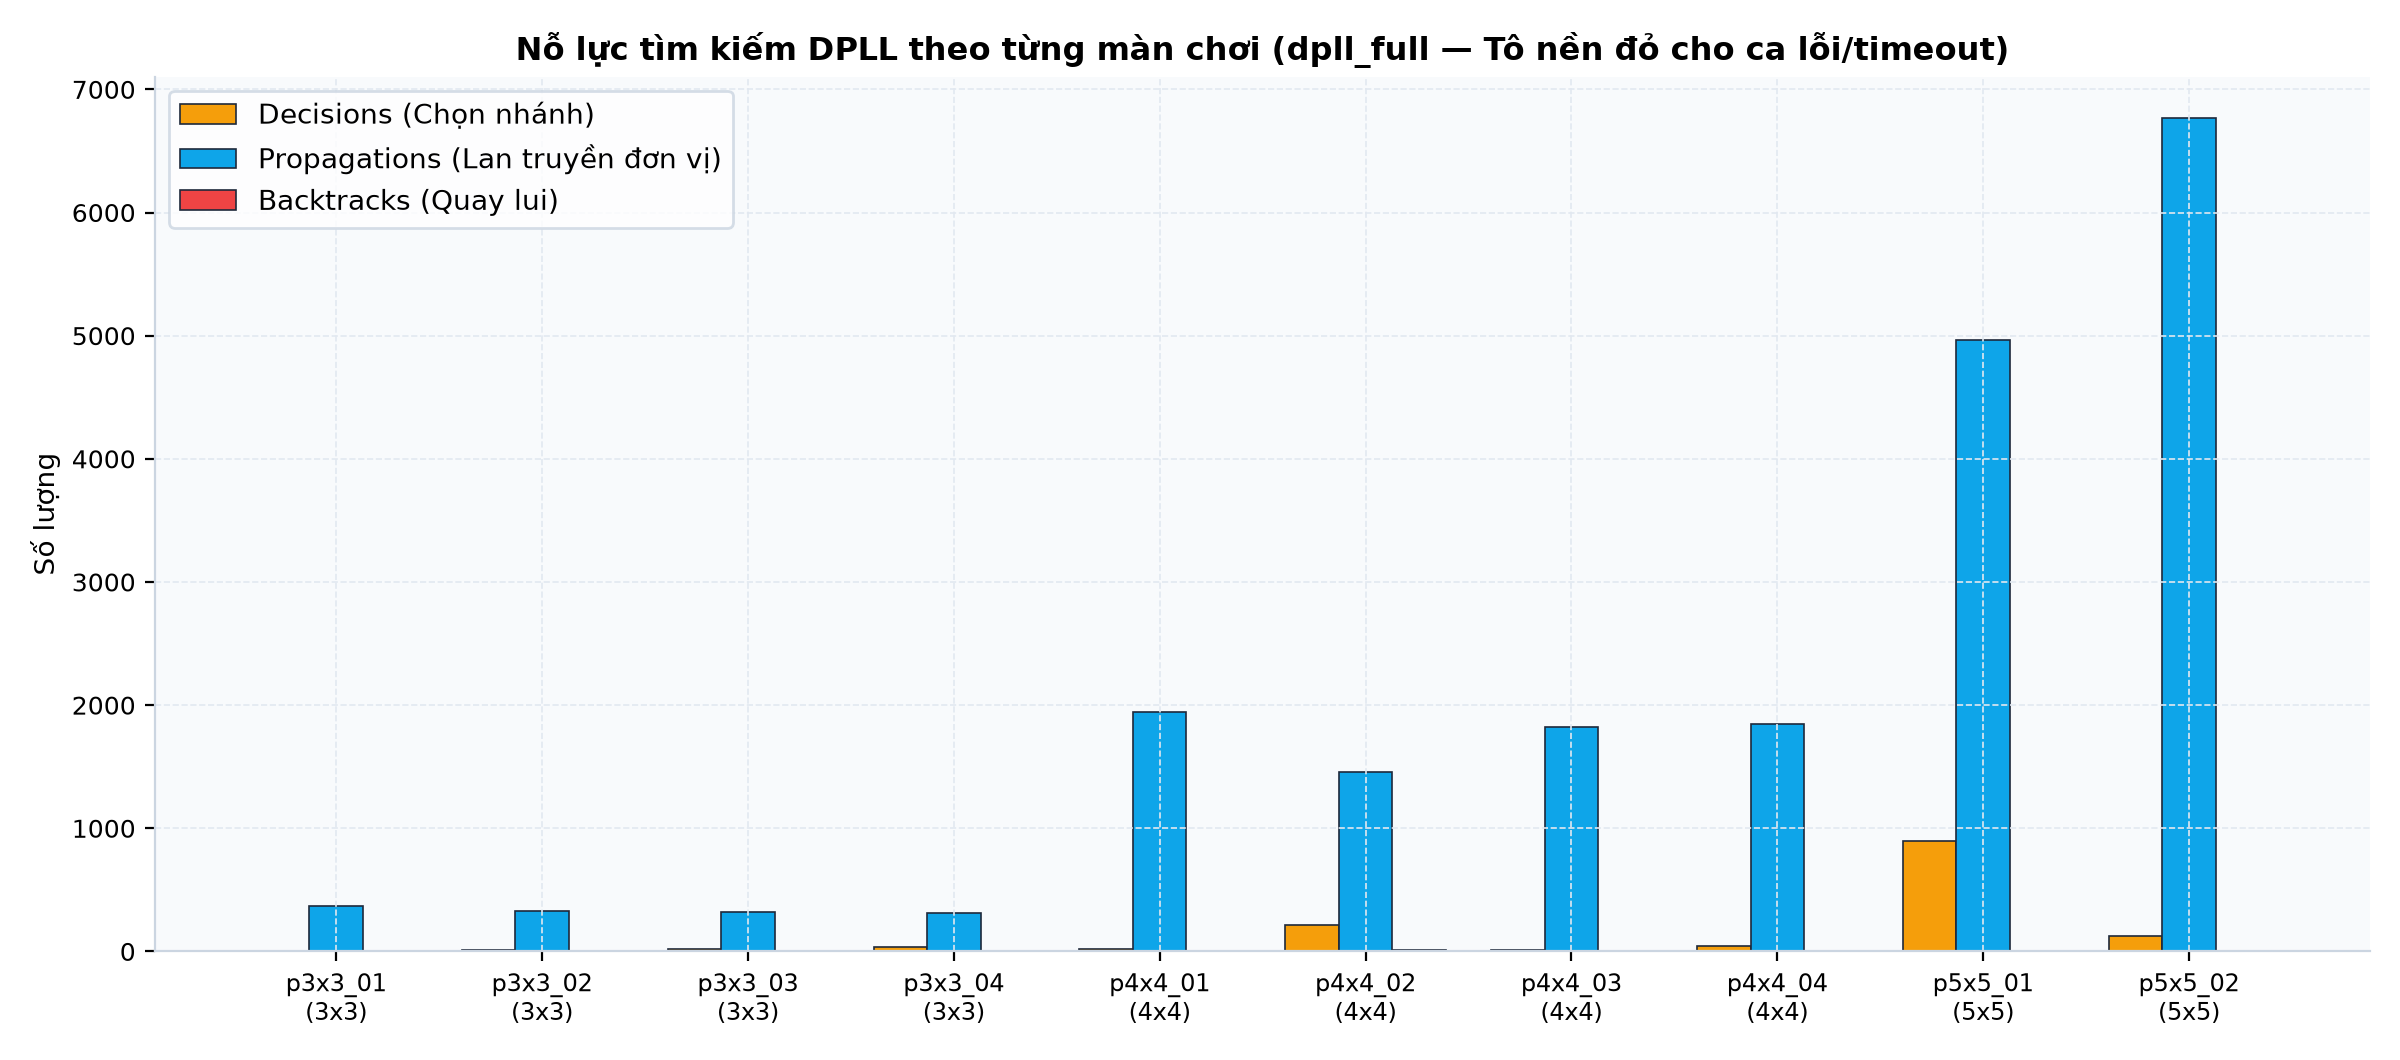 Nỗ lực tìm kiếm DPLL theo từng màn chơi (dpll_full — Tô nền đỏ cho ca lỗi/timeout)
Decisions (Chọn nhánh)
Propagations (Lan truyền đơn vị)
Backtracks (Quay lui)
Số lượng
7000
6000
5000
4000
3000
2000
1000
0
p3x3_01 p3x3_02 p3x3_03 p3x3_04 p4x4_01 p4x4_02 p4x4_03 p4x4_04 p5x5_01 p5x5_02
(3x3) (3x3) (3x3) (3x3) (4x4) (4x4) (4x4) (4x4) (5x5) (5x5)